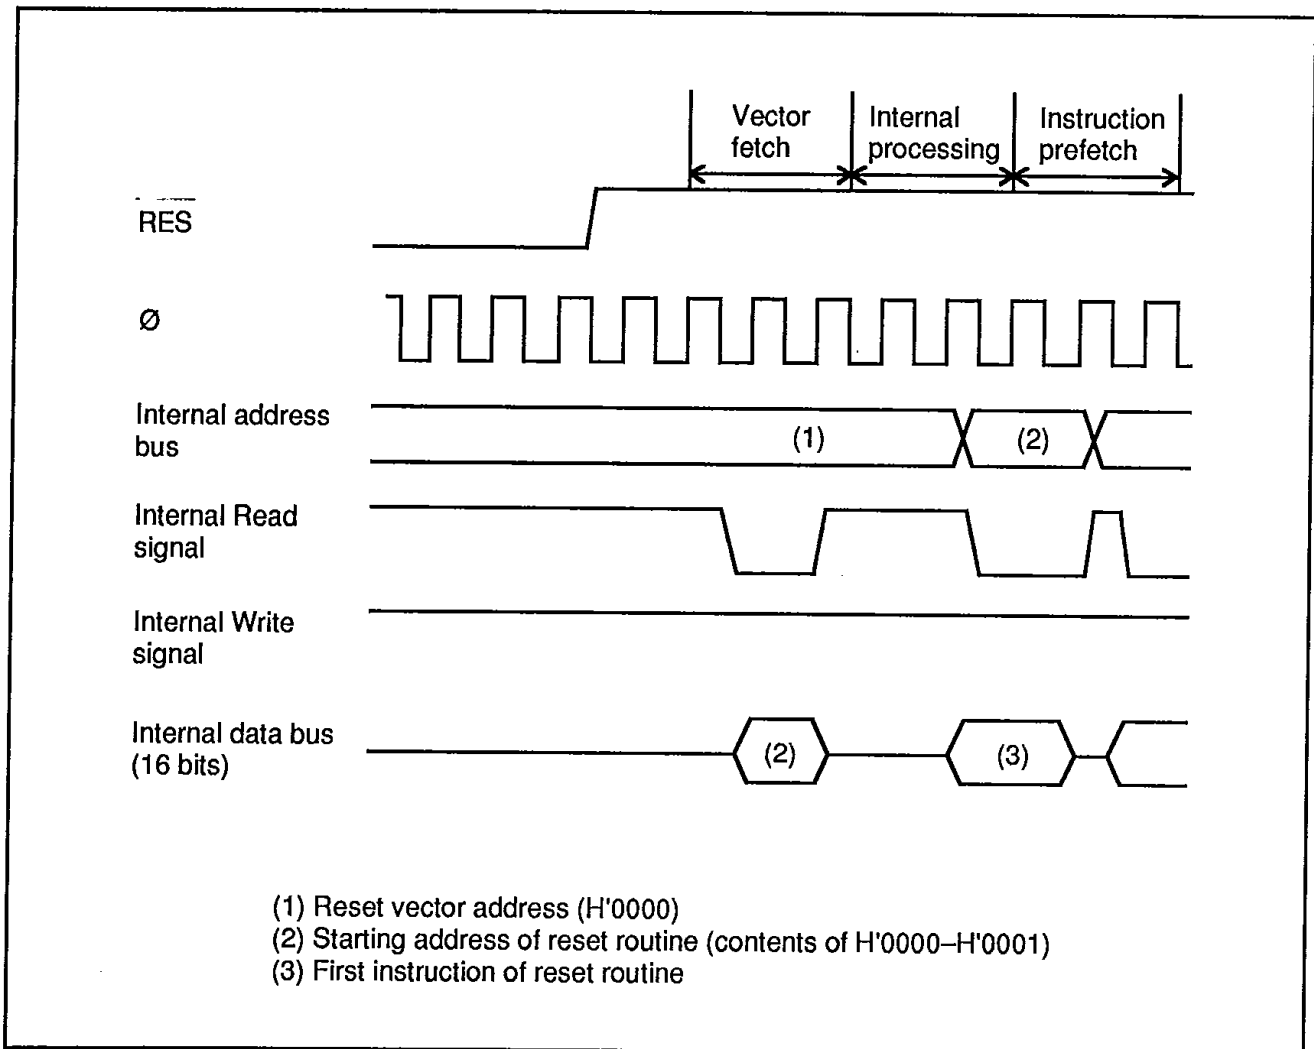 Vector Internal Instruction
fetch processing prefetch
RES
Ø
Internal address
bus
(1) (2)
Internal Read
signal
Internal Write
signal
Internal data bus
(16 bits)
(2) (3)
(1) Reset vector address (H'0000)
(2) Starting address of reset routine (contents of H'0000–H'0001)
(3) First instruction of reset routine